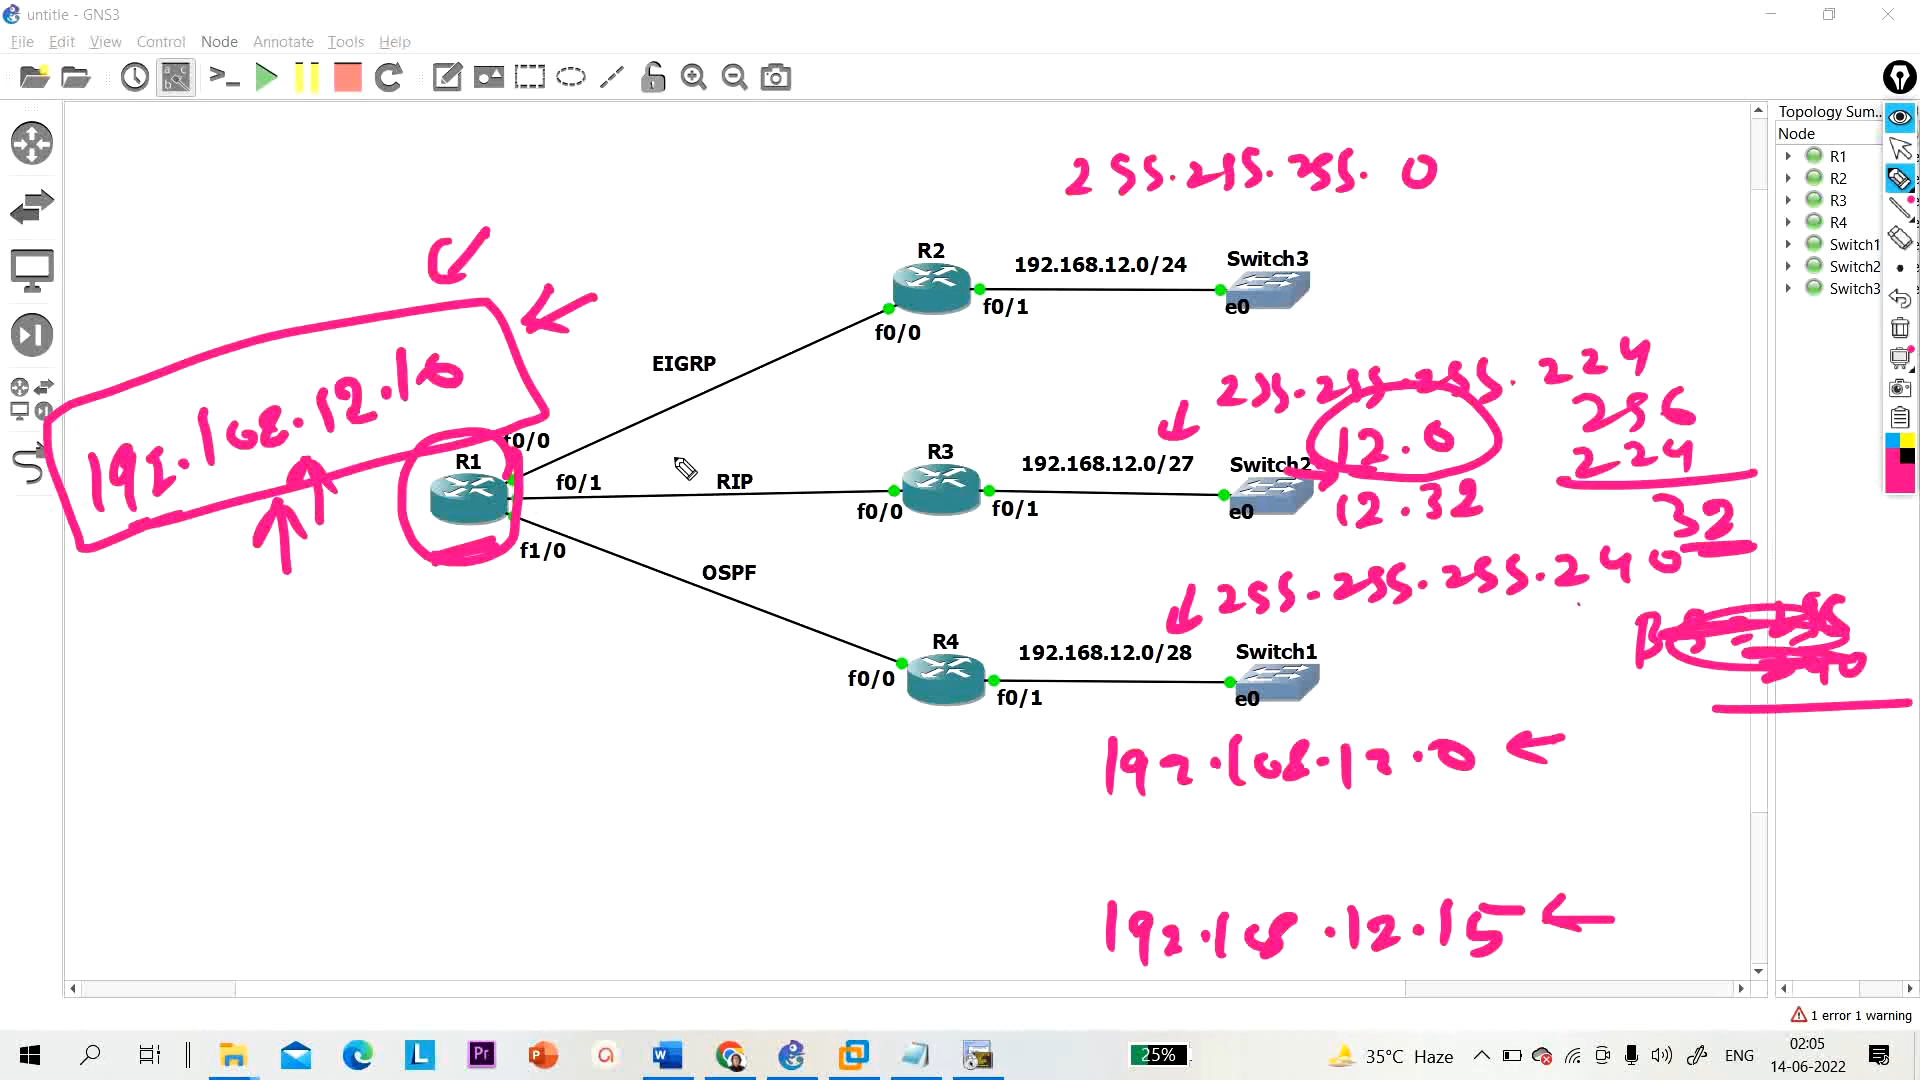 untitle - GNS3
File Edit View Control Node Annotate Tools Help
Topology Sum...
Node
R1
R2
R3
R4
Switch1
Switch2
Switch3
255.255.255.0
R2
192.168.12.0/24
Switch3
f0/1
e0
f0/0
EIGRP
255.255.255.224
256
224
32
192.168.12.10
12.0
12.32
f0/0
R1
f0/1
RIP
R3
192.168.12.0/27
Switch2
f0/0
f0/1
e0
f1/0
OSPF
255.255.255.240
R4
192.168.12.0/28
Switch1
f0/0
f0/1
e0
192.168.12.0
192.168.12.15
1 error 1 warning
25%
35°C Haze
ENG
02:05
14-06-2022